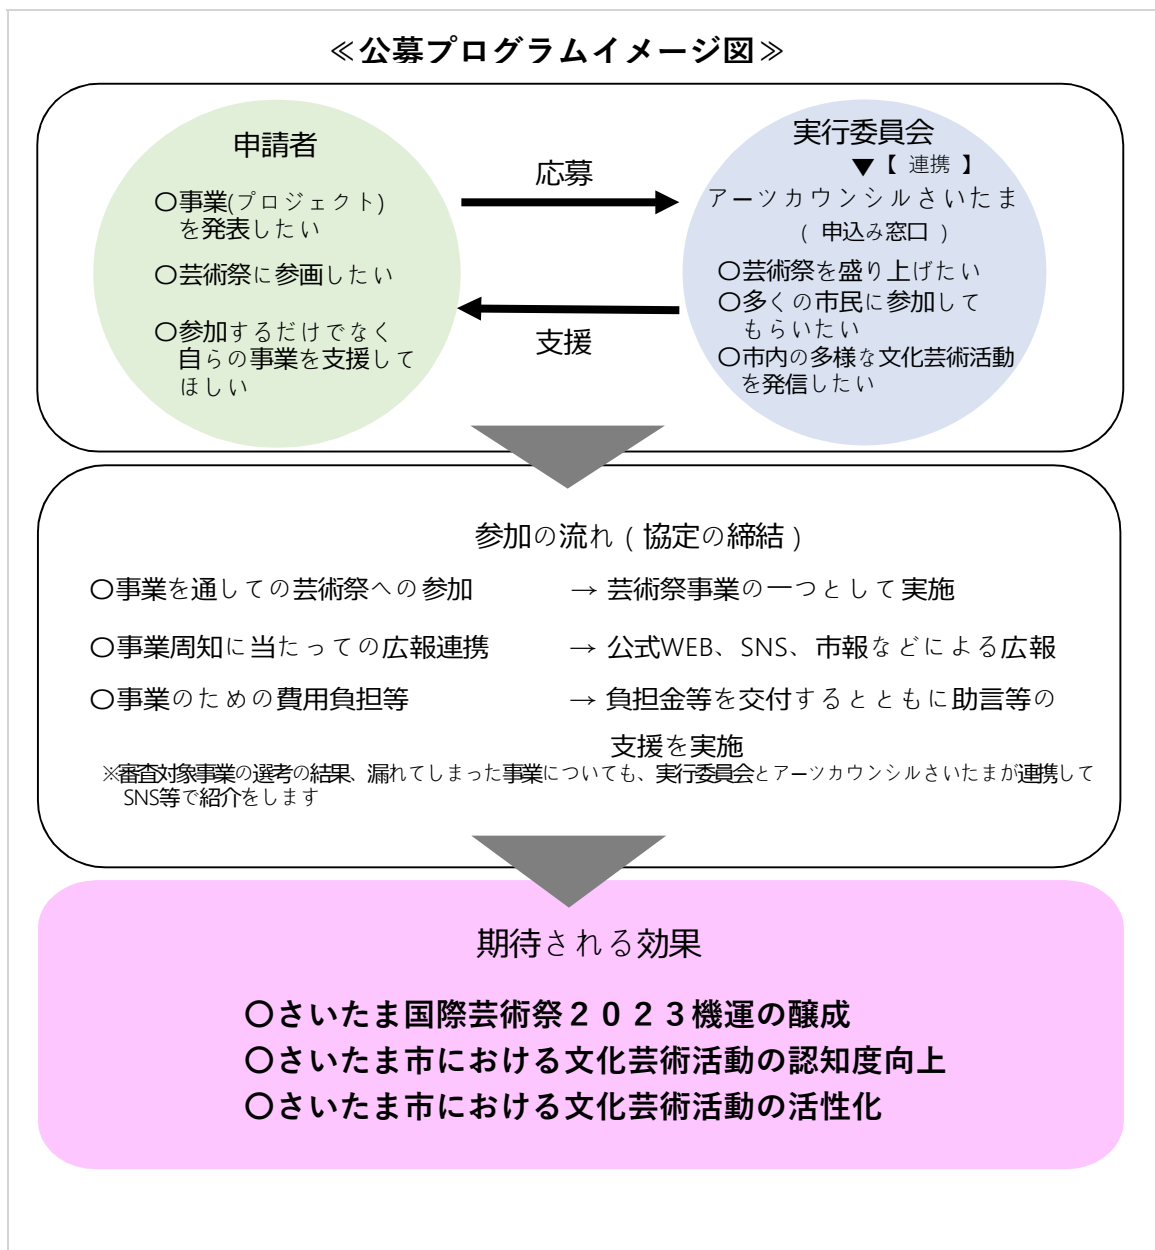 ≪公募プログラムイメージ図≫
申請者
〇事業(プロジェクト)
を発表したい
〇芸術祭に参画したい
〇参加するだけでなく
自らの事業を支援して
ほしい
応募
支援
実行委員会
▼【 連携 】
アーツカウンシルさいたま
( 申込み窓口 )
〇芸術祭を盛り上げたい
〇多くの市民に参加して
もらいたい
〇市内の多様な文化芸術活動
を発信したい
参加の流れ ( 協定の締結 )
〇事業を通しての芸術祭への参加 → 芸術祭事業の一つとして実施
〇事業周知に当たっての広報連携 → 公式WEB、SNS、市報などによる広報
〇事業のための費用負担等 → 負担金等を交付するとともに助言等の
支援を実施
※審査対象事業の選考の結果、漏れてしまった事業についても、実行委員会とアーツカウンシルさいたまが連携して
SNS等で紹介をします
期待される効果
〇さいたま国際芸術祭２０２３機運の醸成
〇さいたま市における文化芸術活動の認知度向上
〇さいたま市における文化芸術活動の活性化